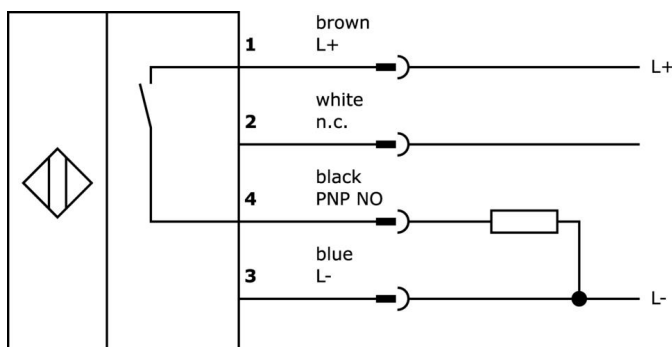 brown
1 L+
L+
white
2 n.c.
black
4 PNP NO
blue
3 L-
L-